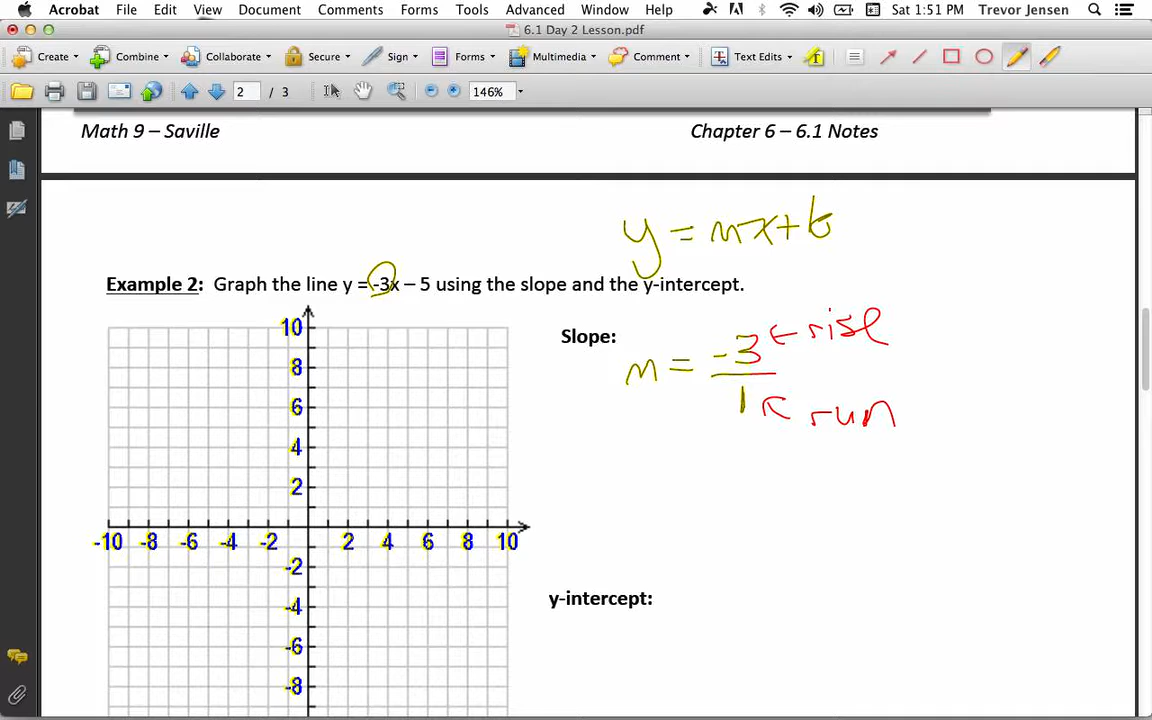 Acrobat File Edit View Document Comments Forms Tools Advanced Window Help Sat 1:51 PM Trevor Jensen
6.1 Day 2 Lesson.pdf
Create Combine Collaborate Secure Sign Forms Multimedia Comment Text Edits
2 / 3 146%
Math 9 – Saville Chapter 6 – 6.1 Notes
y = mx+b
Example 2: Graph the line y = -3x – 5 using the slope and the y-intercept.
10
8
6
4
2
-10 -8 -6 -4 -2 2 4 6 8 10
-2
-4
-6
-8
Slope:
m = -3 ← rise
1 ← run
y-intercept: